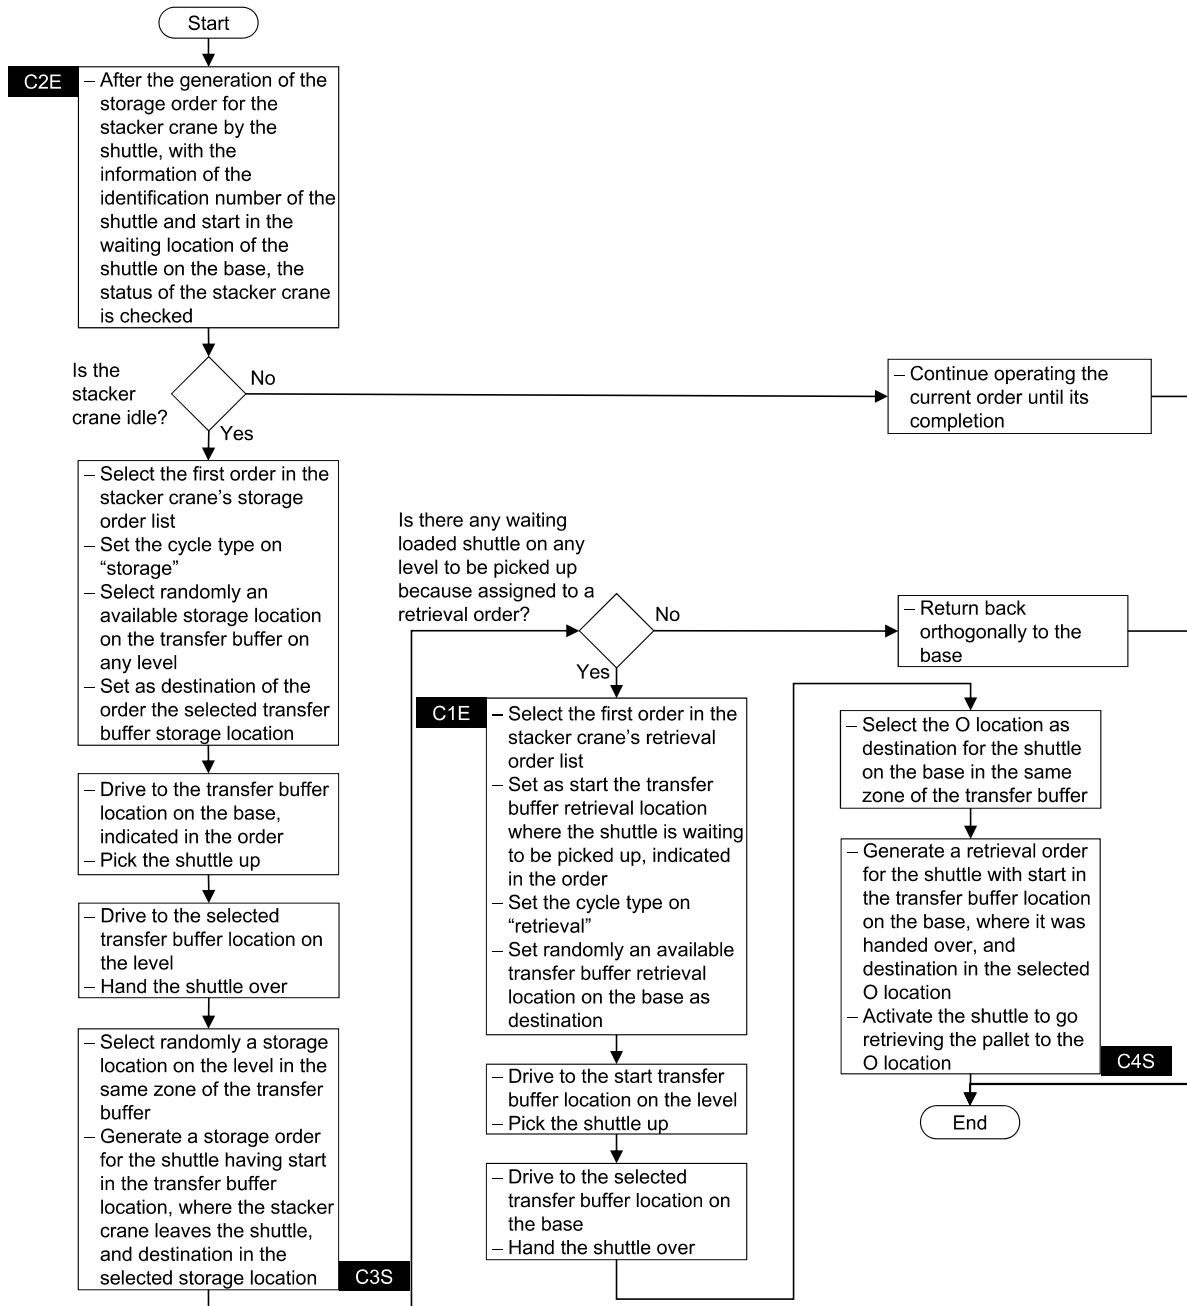 Start
C2E
– After the generation of the
storage order for the
stacker crane by the
shuttle, with the
information of the
identification number of the
shuttle and start in the
waiting location of the
shuttle on the base, the
status of the stacker crane
is checked
Is the
stacker
crane idle?
No
Yes
– Continue operating the
current order until its
completion
– Select the first order in the
stacker crane’s storage
order list
– Set the cycle type on
“storage”
– Select randomly an
available storage location
on the transfer buffer on
any level
– Set as destination of the
order the selected transfer
buffer storage location
– Drive to the transfer buffer
location on the base,
indicated in the order
– Pick the shuttle up
– Drive to the selected
transfer buffer location on
the level
– Hand the shuttle over
– Select randomly a storage
location on the level in the
same zone of the transfer
buffer
– Generate a storage order
for the shuttle having start
in the transfer buffer
location, where the stacker
crane leaves the shuttle,
and destination in the
selected storage location
C3S
Is there any waiting
loaded shuttle on any
level to be picked up
because assigned to a
retrieval order?
No
Yes
– Return back
orthogonally to the
base
C1E
– Select the first order in the
stacker crane’s retrieval
order list
– Set as start the transfer
buffer retrieval location
where the shuttle is waiting
to be picked up, indicated
in the order
– Set the cycle type on
“retrieval”
– Set randomly an available
transfer buffer retrieval
location on the base as
destination
– Drive to the start transfer
buffer location on the level
– Pick the shuttle up
– Drive to the selected
transfer buffer location on
the base
– Hand the shuttle over
– Select the O location as
destination for the shuttle
on the base in the same
zone of the transfer buffer
– Generate a retrieval order
for the shuttle with start in
the transfer buffer location
on the base, where it was
handed over, and
destination in the selected
O location
– Activate the shuttle to go
retrieving the pallet to the
O location
C4S
End